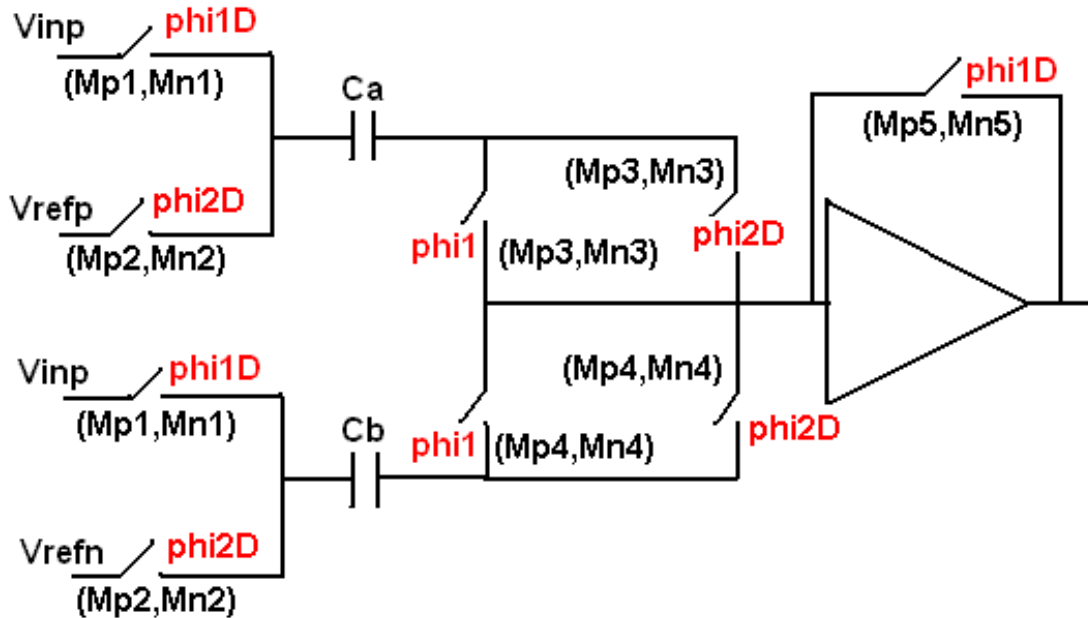 Vinp
phi1D
(Mp1,Mn1)
Ca
phi1D
(Mp5,Mn5)
Vrefp
phi2D
(Mp2,Mn2)
(Mp3,Mn3)
phi2D
phi1
(Mp3,Mn3)
Vinp
phi1D
(Mp1,Mn1)
Cb
(Mp4,Mn4)
phi2D
phi1
(Mp4,Mn4)
Vrefn
phi2D
(Mp2,Mn2)